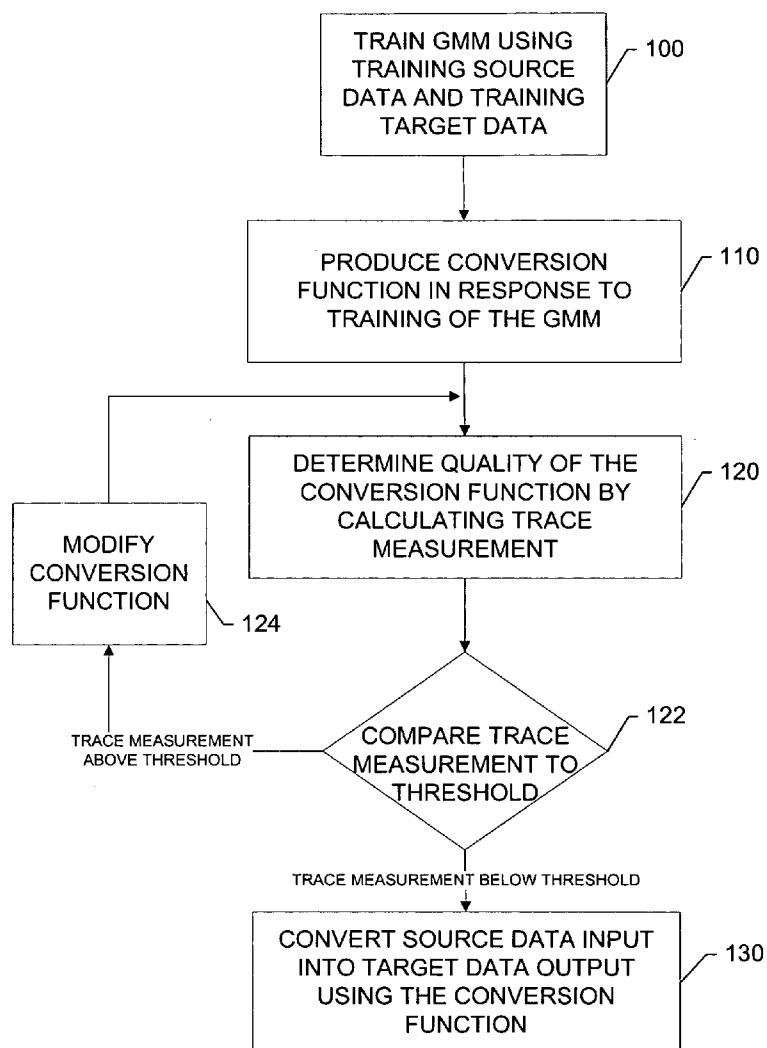 TRAIN GMM USING
TRAINING SOURCE
DATA AND TRAINING
TARGET DATA
100
PRODUCE CONVERSION
FUNCTION IN RESPONSE TO
TRAINING OF THE GMM
110
DETERMINE QUALITY OF THE
CONVERSION FUNCTION BY
CALCULATING TRACE
MEASUREMENT
120
MODIFY
CONVERSION
FUNCTION
124
COMPARE TRACE
MEASUREMENT TO
THRESHOLD
122
TRACE MEASUREMENT
ABOVE THRESHOLD
TRACE MEASUREMENT BELOW THRESHOLD
CONVERT SOURCE DATA INPUT
INTO TARGET DATA OUTPUT
USING THE CONVERSION
FUNCTION
130